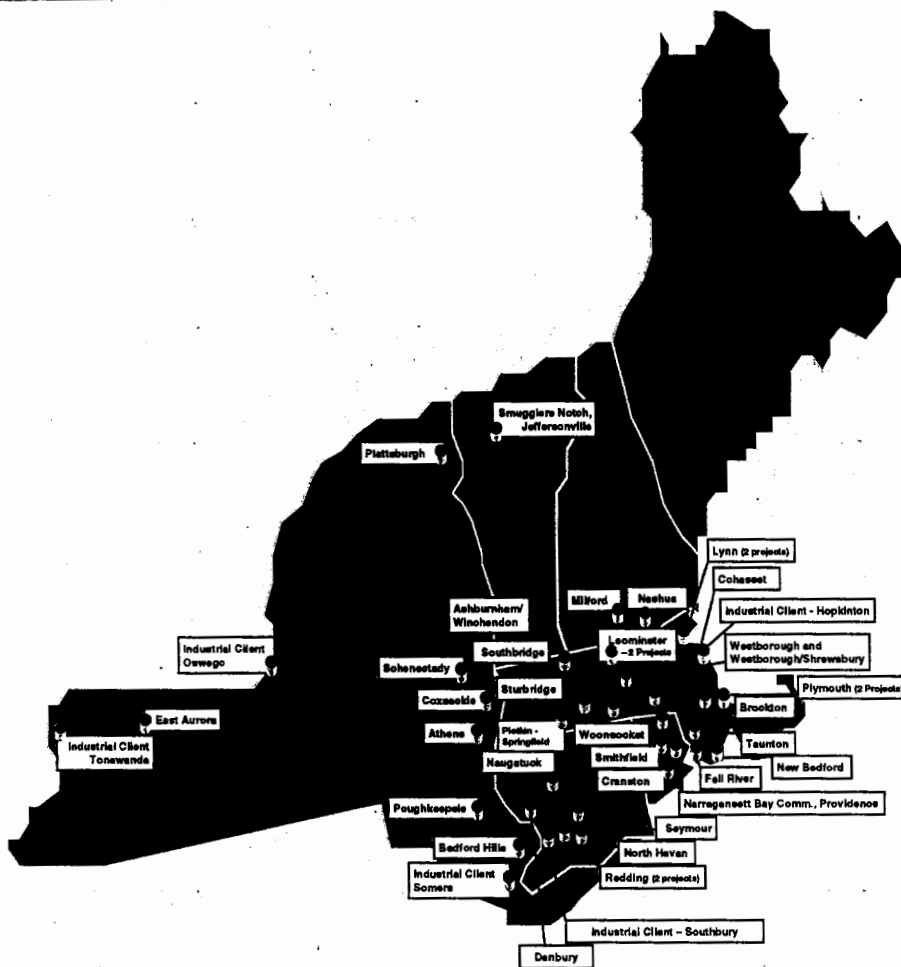 Smugglers Notch,
Jeffersonville
Plattsburgh
Lynn (2 projects)
Cohasset
Milford
Nashua
Ashburnham/
Winchendon
Industrial Client - Hopkinton
Leominster
– 2 Projects
Southbridge
Westborough and
Westborough/Shrewsbury
Industrial Client
Oswego
Schenestady
Sturbridge
Plymouth (2 Projects)
Coxsackie
Brockton
East Aurora
Athens
Plotkin -
Springfield
Woonsocket
Taunton
Industrial Client
Tonawanda
Smithfield
Naugatuck
New Bedford
Cranston
Fall River
Narragansett Bay Comm., Providence
Poughkeepsie
Seymour
Bedford Hills
North Haven
Industrial Client
Somers
Redding (2 projects)
Industrial Client – Southbury
Danbury